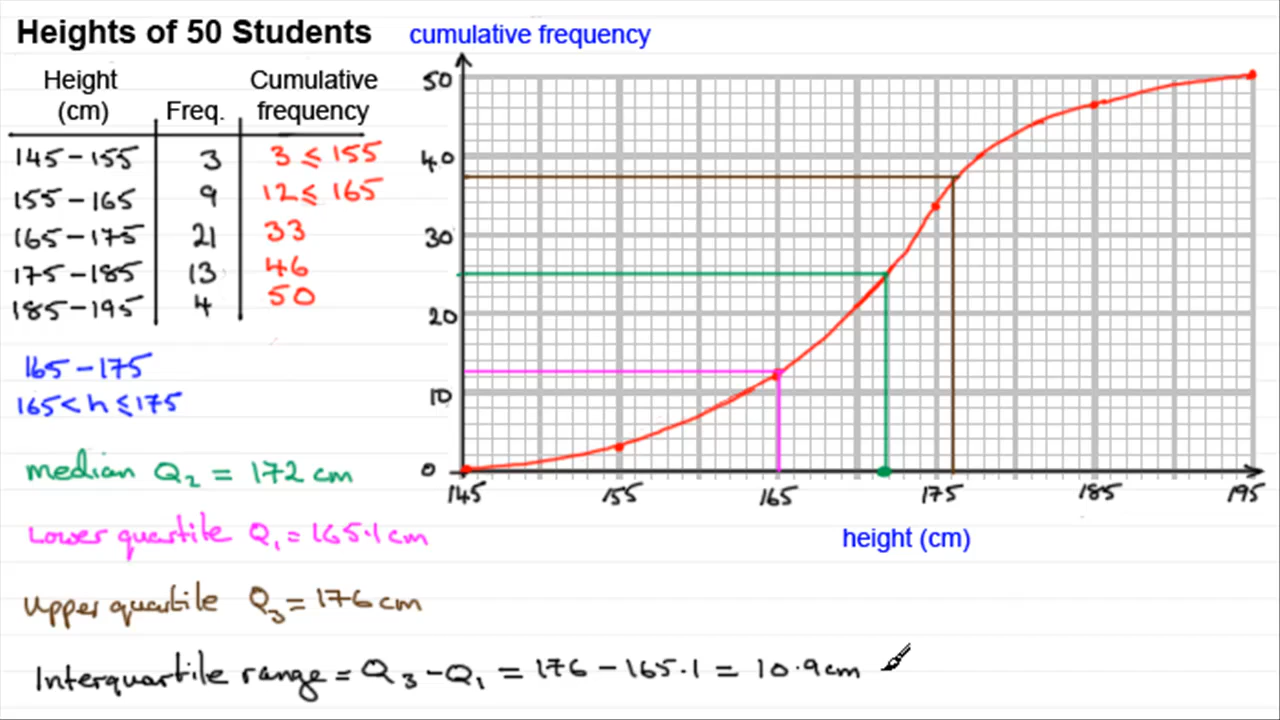 Heights of 50 Students
Height (cm) Freq. Cumulative frequency
145-155 3 3 ≤ 155
155-165 9 12 ≤ 165
165-175 21 33
175-185 13 46
185-195 4 50
165-175
165 < h ≤ 175
median Q₂ = 172 cm
Lower quartile Q₁ = 165.1 cm
Upper quartile Q₃ = 176 cm
Interquartile range = Q₃ - Q₁ = 176 - 165.1 = 10.9 cm
cumulative frequency
50
40
30
20
10
0
145 155 165 175 185 195
height (cm)